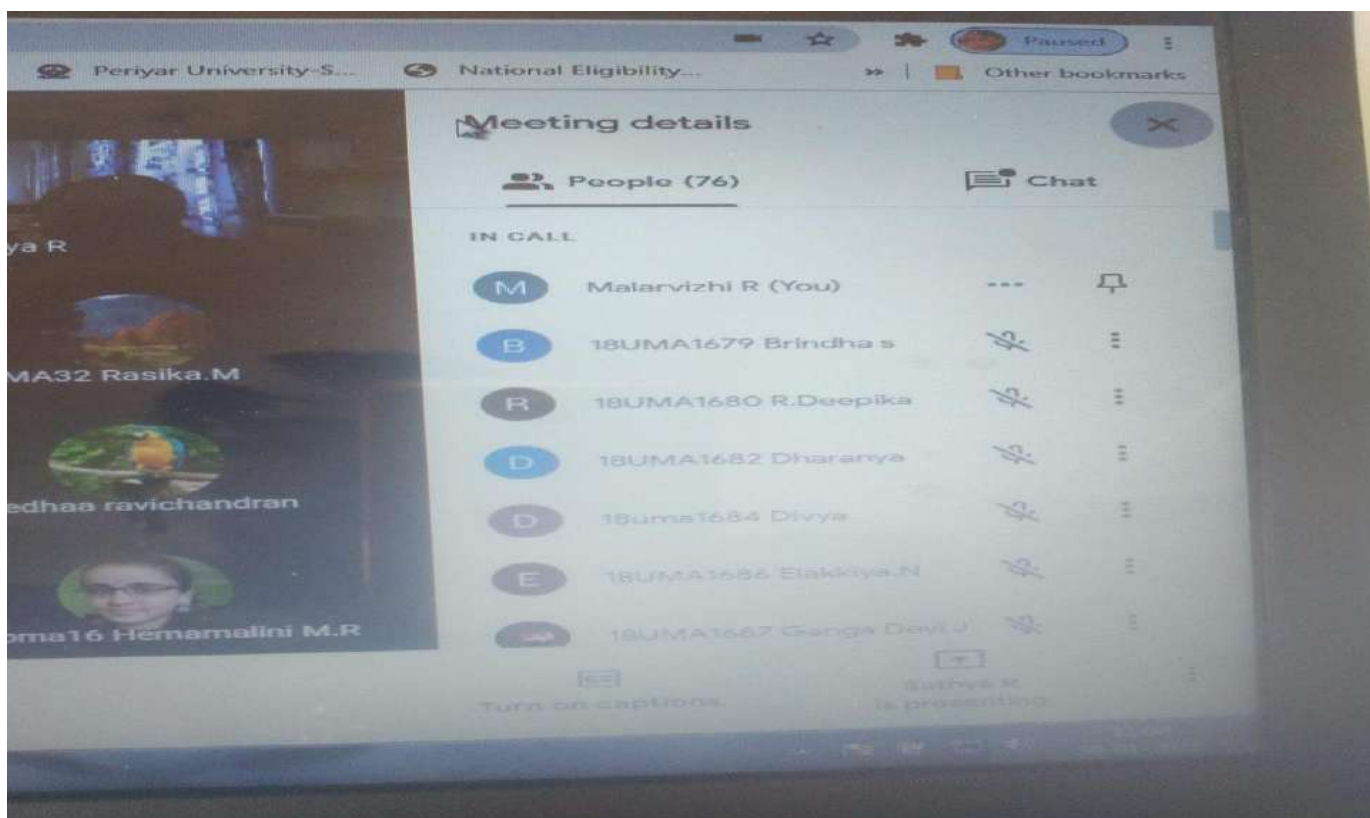 Paused
Periyar University-S... National Eligibility... » Other bookmarks
Meeting details
People (76) Chat
IN CALL
M Malarvizhi R (You)
B 18UMA1679 Brindha s
R 18UMA1680 R.Deepika
D 18UMA1682 Dharanya
D 18uma1684 Divya
E 18UMA1686 Elakkiya.N
18UMA1687 Ganga Devi J
Turn on captions
Sathya R
is presenting
ya R
MA32 Rasika.M
edhaa ravichandran
oma16 Hemamalini M.R